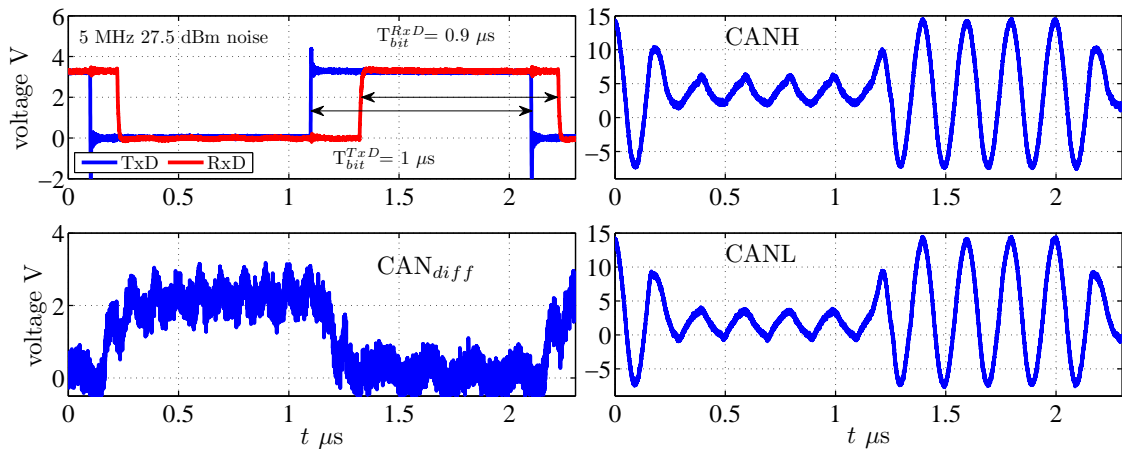 5 MHz 27.5 dBm noise
T_{bit}^{RxD}= 0.9 μs
T_{bit}^{TxD}= 1 μs
TxD RxD
voltage V
6
4
2
0
−2
0 0.5 1 1.5 2
CANH
15
10
5
0
−5
0 0.5 1 1.5 2
CAN_{diff}
voltage V
4
2
0
0 0.5 1 1.5 2
t μs
CANL
15
10
5
0
−5
0 0.5 1 1.5 2
t μs